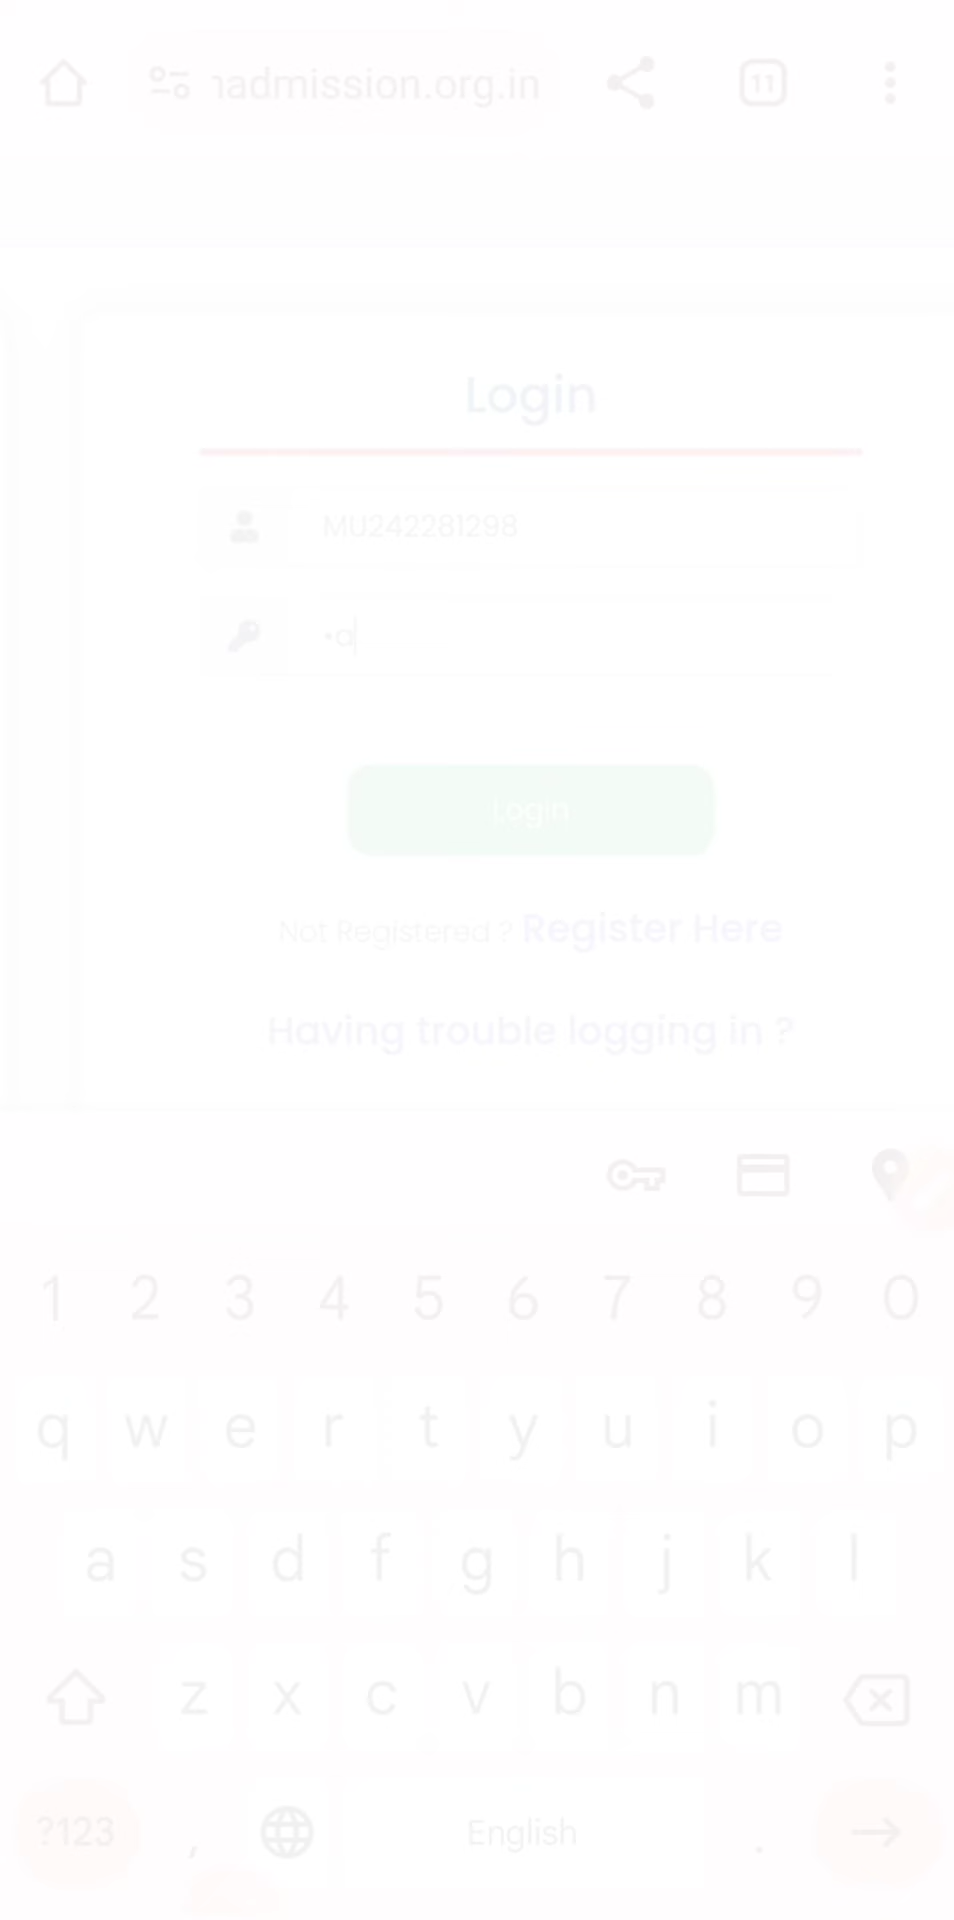 nadmission.org.in
11
Login
MU242281298
•a
Login
Not Registered ? Register Here
Having trouble logging in ?
1 2 3 4 5 6 7 8 9 0
q w e r t y u i o p
a s d f g h j k l
z x c v b n m
?123 , English .